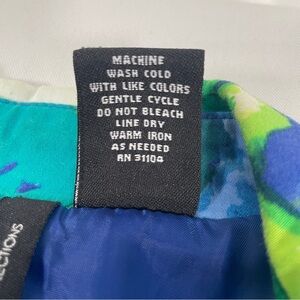 MACHINE
WASH COLD
WITH LIKE COLORS
GENTLE CYCLE
DO NOT BLEACH
LINE DRY
WARM IRON
AS NEEDED
RN 31104